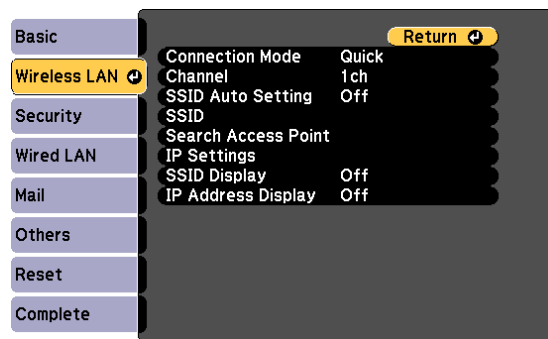 Basic
Wireless LAN
Security
Wired LAN
Mail
Others
Reset
Complete
Return
Connection Mode Quick
Channel 1ch
SSID Auto Setting Off
SSID
Search Access Point
IP Settings
SSID Display Off
IP Address Display Off